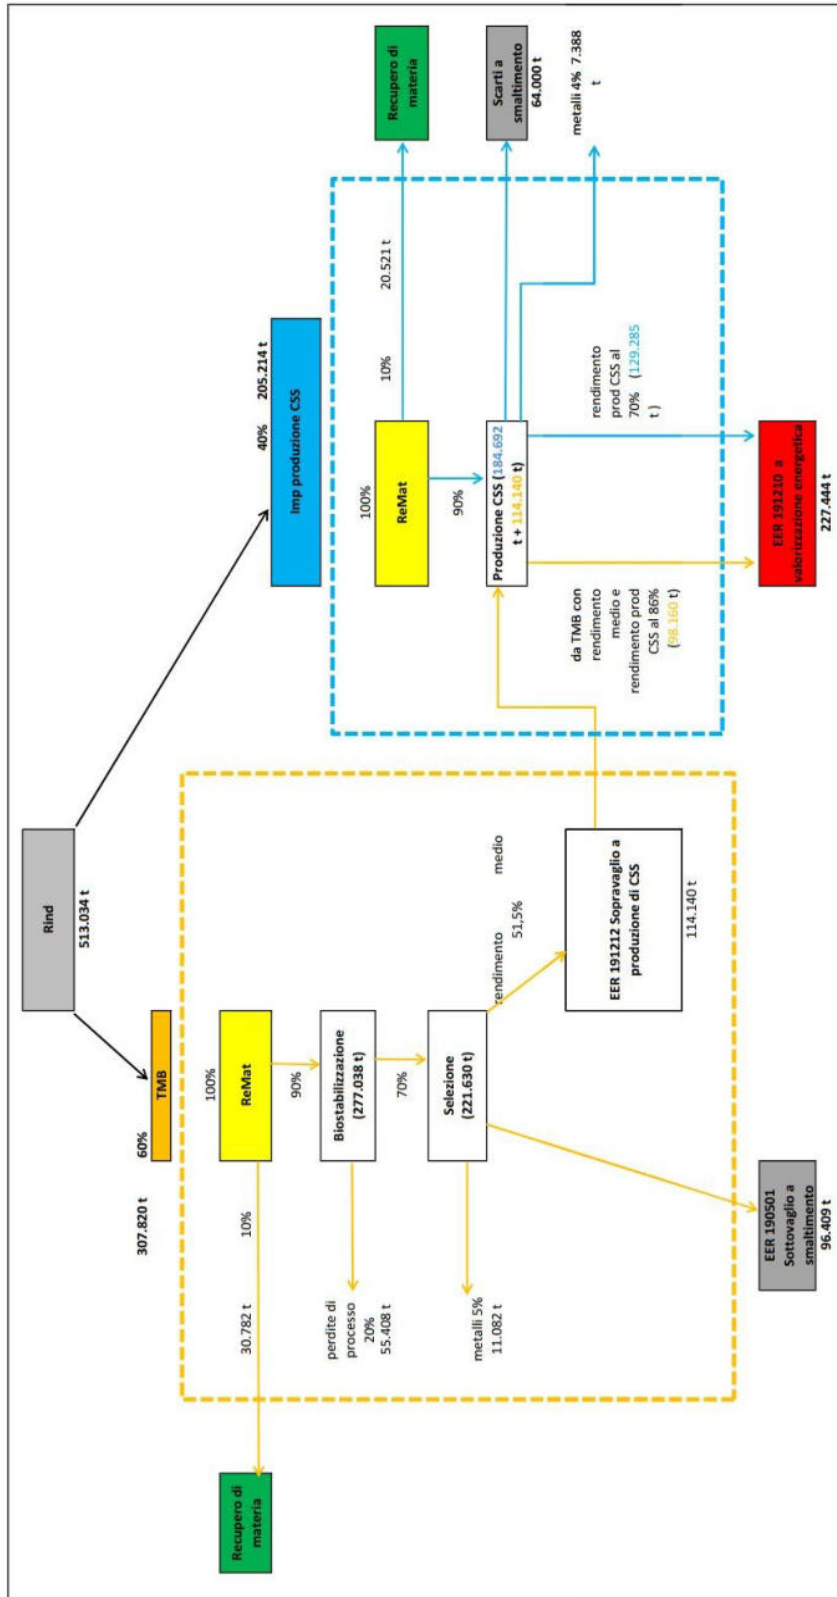 Rind
513.034 t
307.820 t
60%
TMB
40%
205.214 t
Imp produzione CSS
100%
ReMat
10%
30.782 t
Recupero di
materia
90%
Biostabilizzazione
(277.038 t)
perdite di
processo
20%
55.408 t
70%
Selezione
(221.630 t)
metalli 5%
11.082 t
rendimento medio
51,5%
EER 191212 Sopravaglio a
produzione di CSS
114.140 t
EER 190501
Sottovaglio a
smaltimento
96.409 t
100%
ReMat
10%
20.521 t
Recupero di
materia
90%
Produzione CSS (184.692
t + 114.140 t)
Scarti a
smaltimento
64.000 t
metalli 4% 7.388
t
da TMB con
rendimento
medio e
rendimento prod
CSS al 86%
(98.160 t)
rendimento
prod CSS al
70% (129.285
t )
EER 191210 a
valorizzazione energetica
227.444 t